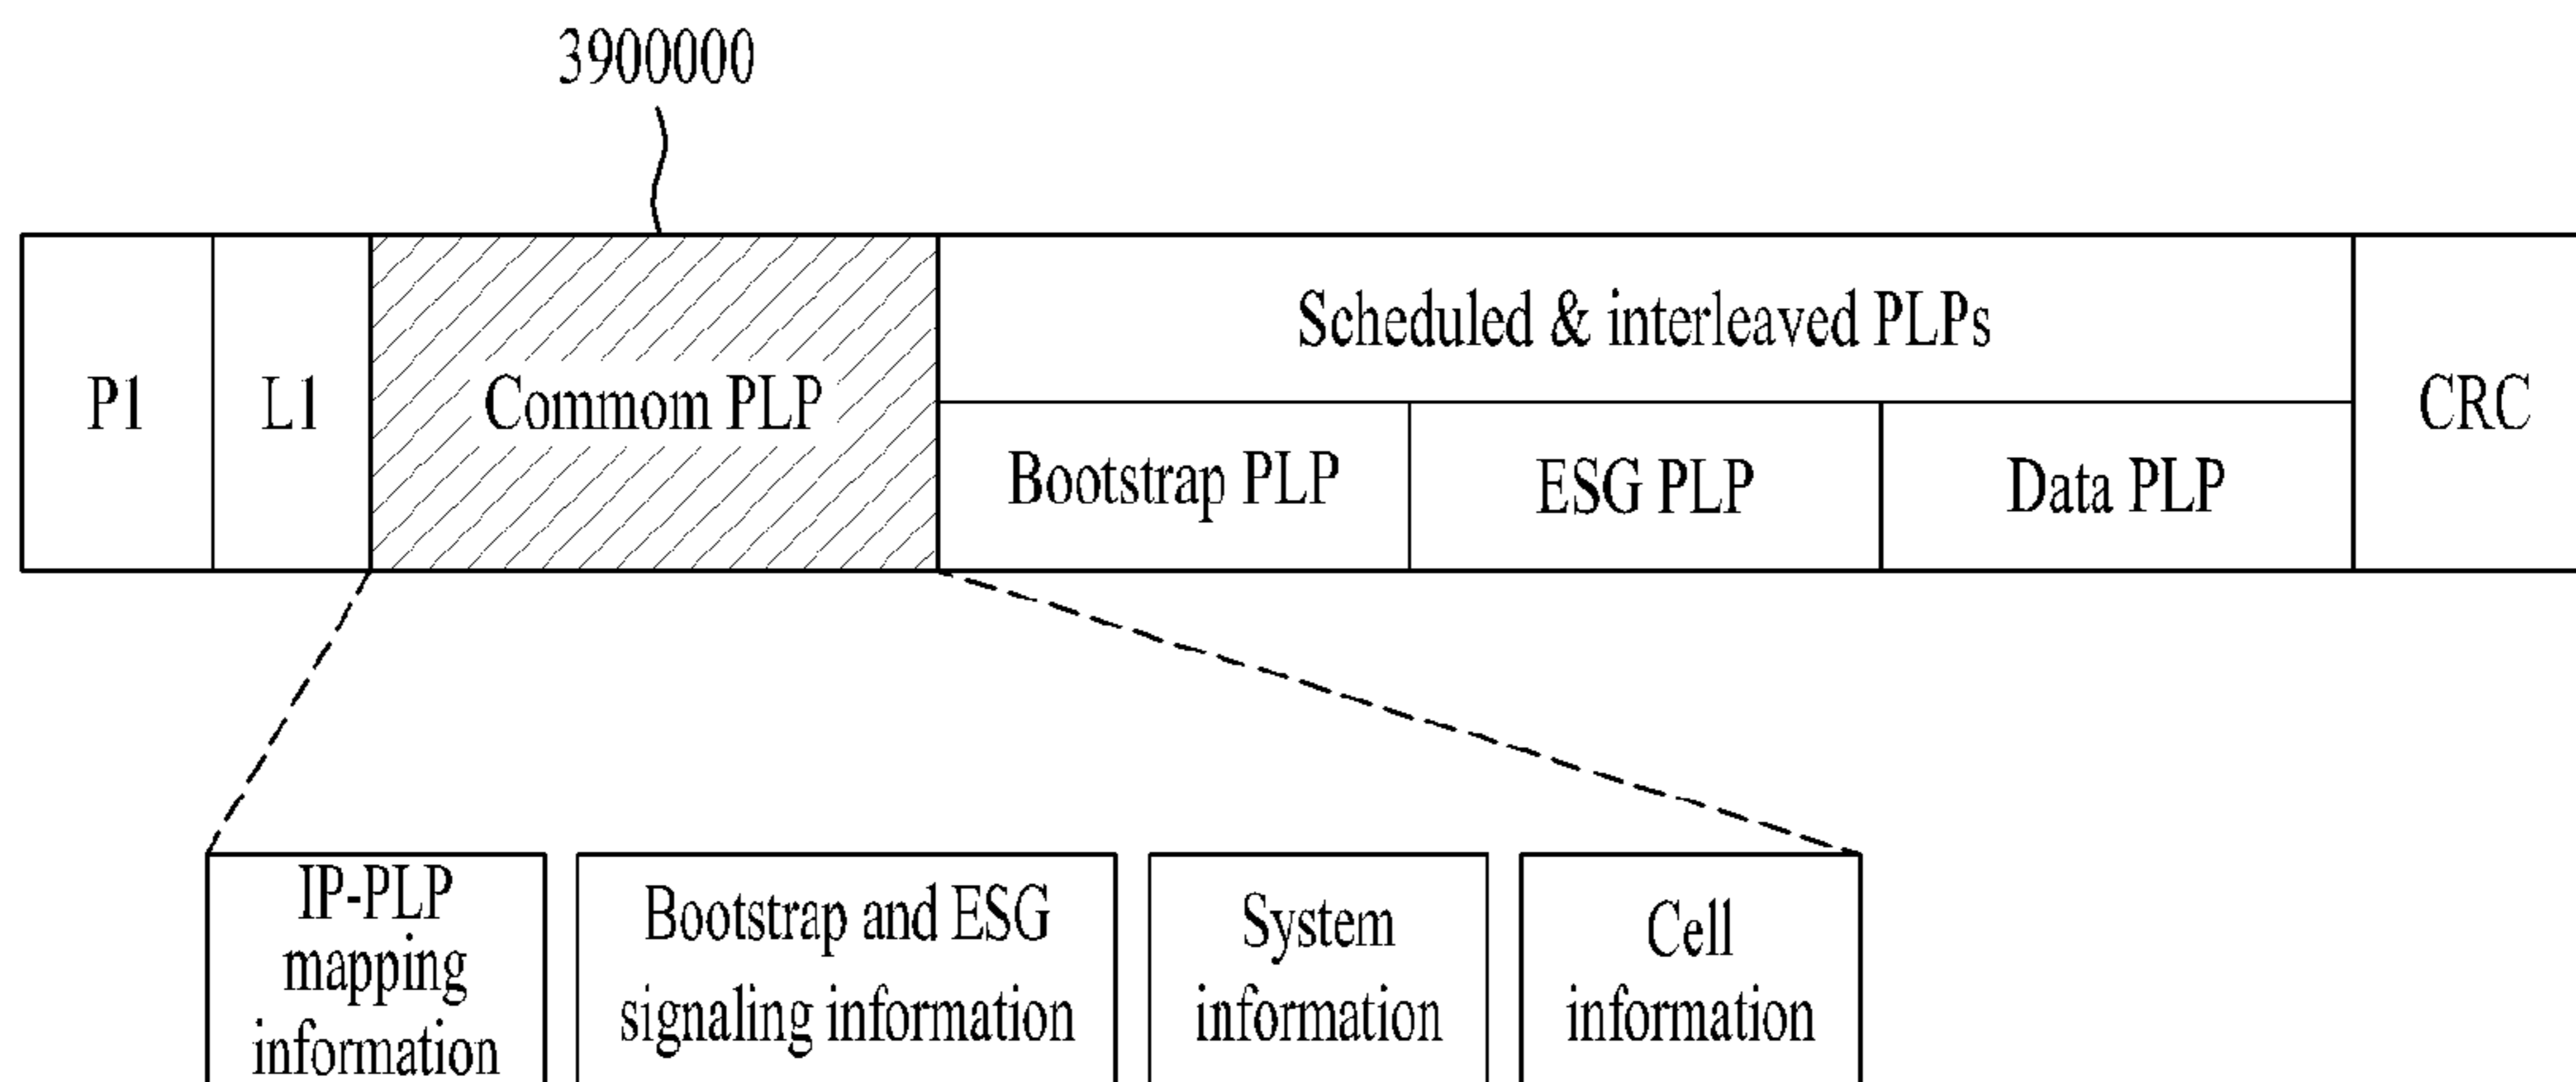 3900000
P1
L1
Commom PLP
Scheduled & interleaved PLPs
Bootstrap PLP
ESG PLP
Data PLP
CRC
IP-PLP
mapping
information
Bootstrap and ESG
signaling information
System
information
Cell
information